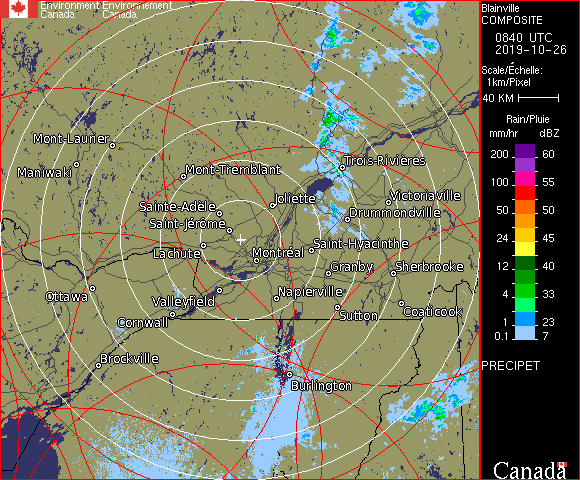 Environment Environnement
Canada Canada
Blainville
COMPOSITE
0840 UTC
2019-10-26
Scale/Échelle:
1km/Pixel
40 KM
Rain/Pluie
mm/hr dBZ
200 60
100 55
50 50
24 45
12 40
4 33
1 23
0.1 7
PRECIPET
Canada
Mont-Laurier
Maniwaki
Mont-Tremblant
Trois-Rivières
Joliette
Victoriaville
Sainte-Adèle
Drummondville
Saint-Jérôme
Lachute
Montréal
Saint-Hyacinthe
Granby
Sherbrooke
Ottawa
Valleyfield
Napierville
Cornwall
Sutton
Coaticook
Brockville
Burlington